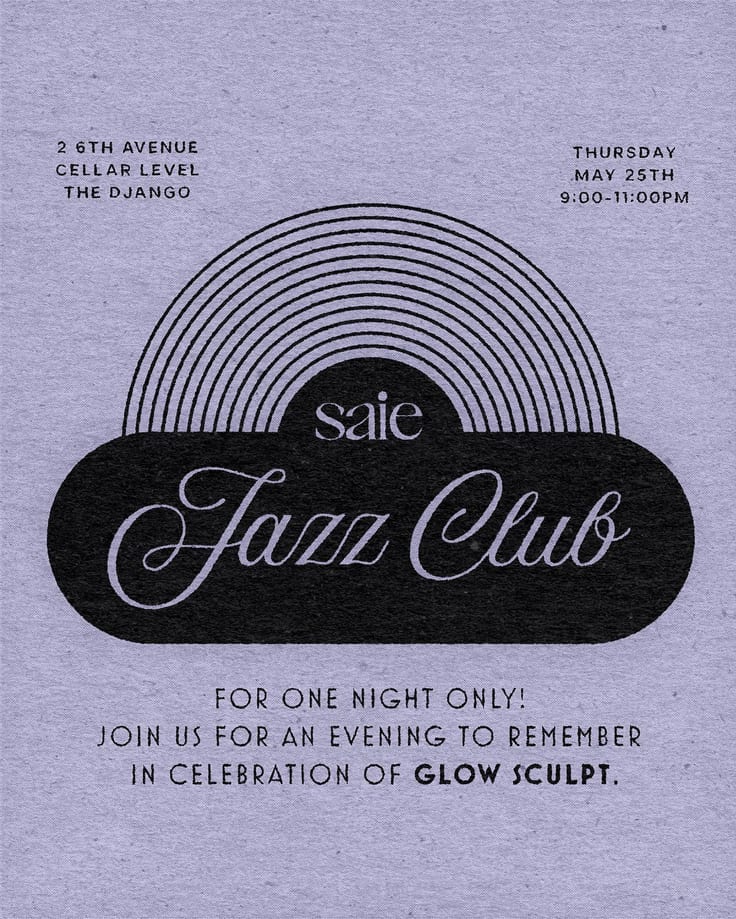 2 6TH AVENUE
CELLAR LEVEL
THE DJANGO
THURSDAY
MAY 25TH
9:00-11:00PM
saie
Jazz Club
FOR ONE NIGHT ONLY!
JOIN US FOR AN EVENING TO REMEMBER
IN CELEBRATION OF GLOW SCULPT.